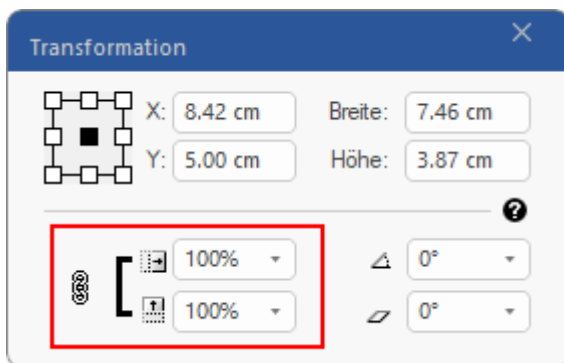 Transformation
X: 8.42 cm Breite: 7.46 cm
Y: 5.00 cm Höhe: 3.87 cm
?
100% 0°
100% 0°